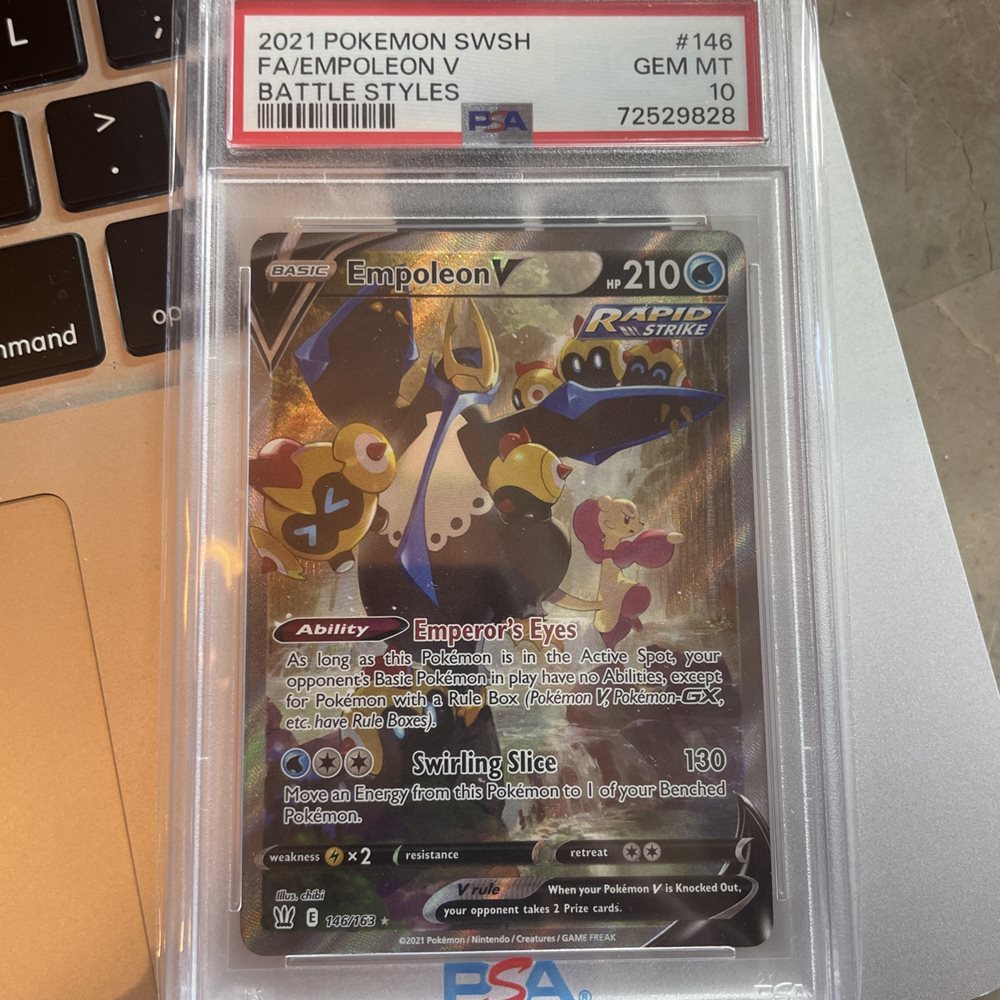 L
;
>
.
mmand
op
2021 POKEMON SWSH #146
FA/EMPOLEON V GEM MT
BATTLE STYLES 10
PSA 72529828
BASIC Empoleon V HP 210
RAPID STRIKE
Ability Emperor's Eyes
As long as this Pokémon is in the Active Spot, your
opponent's Basic Pokémon in play have no Abilities, except
for Pokémon with a Rule Box (Pokémon V, Pokémon-GX,
etc. have Rule Boxes).
Swirling Slice 130
Move an Energy from this Pokémon to 1 of your Benched
Pokémon.
weakness ×2 resistance retreat
V rule When your Pokémon V is Knocked Out,
your opponent takes 2 Prize cards.
Illus. chibi
E 146/163
©2021 Pokémon / Nintendo / Creatures / GAME FREAK
PSA® PSA